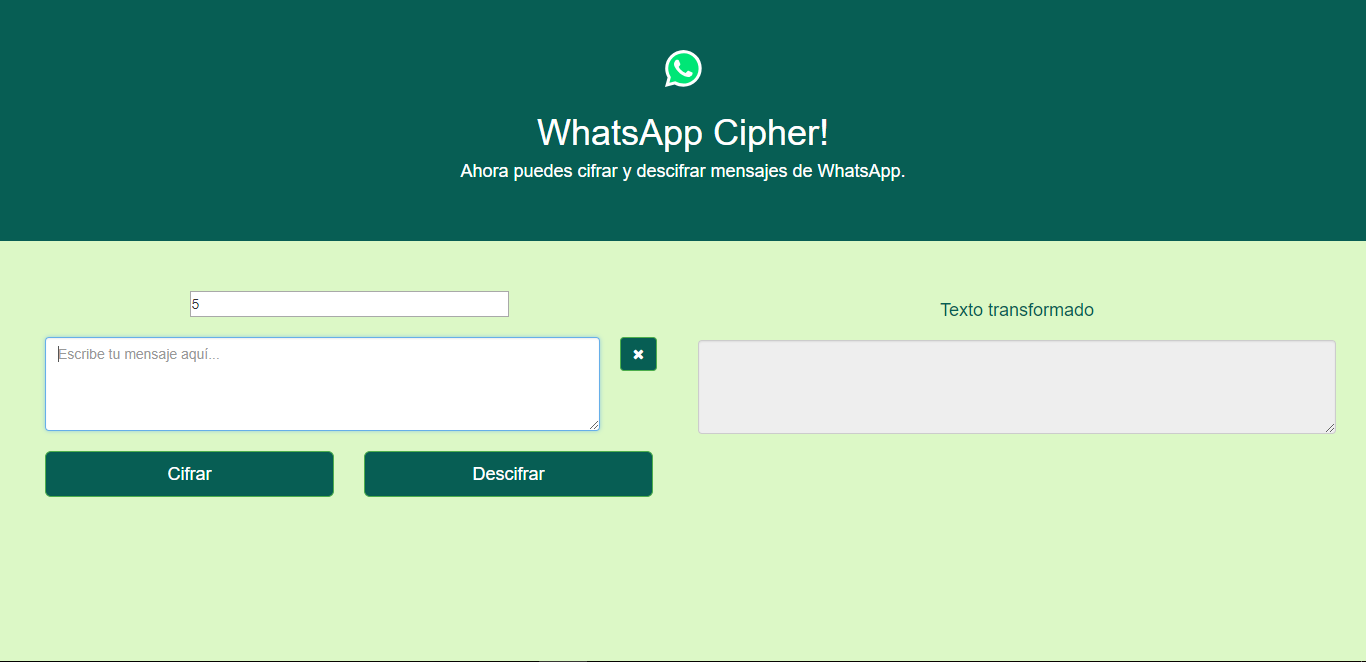 WhatsApp Cipher!
Ahora puedes cifrar y descifrar mensajes de WhatsApp.
5
Escribe tu mensaje aquí...
Cifrar
Descifrar
Texto transformado